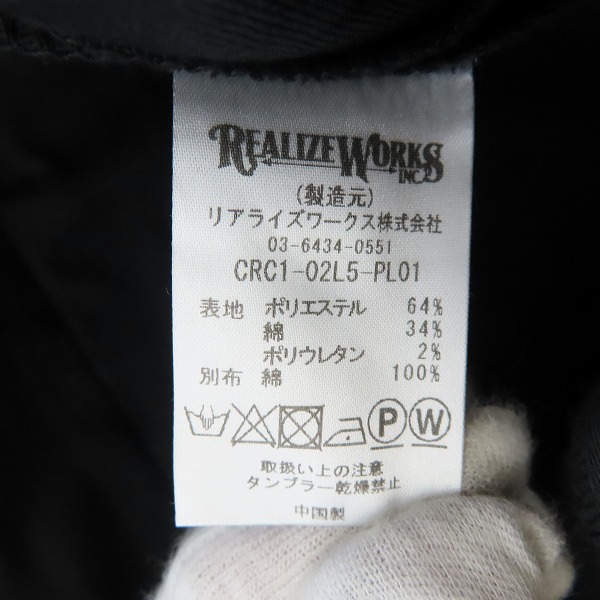 REALIZEWORKS
INC
(製造元)
リアライズワークス株式会社
03-6434-0551
CRC1-02L5-PL01
表地 ポリエステル 64%
綿 34%
ポリウレタン 2%
別布 綿 100%
P W
取扱い上の注意
タンブラー乾燥禁止
中国製